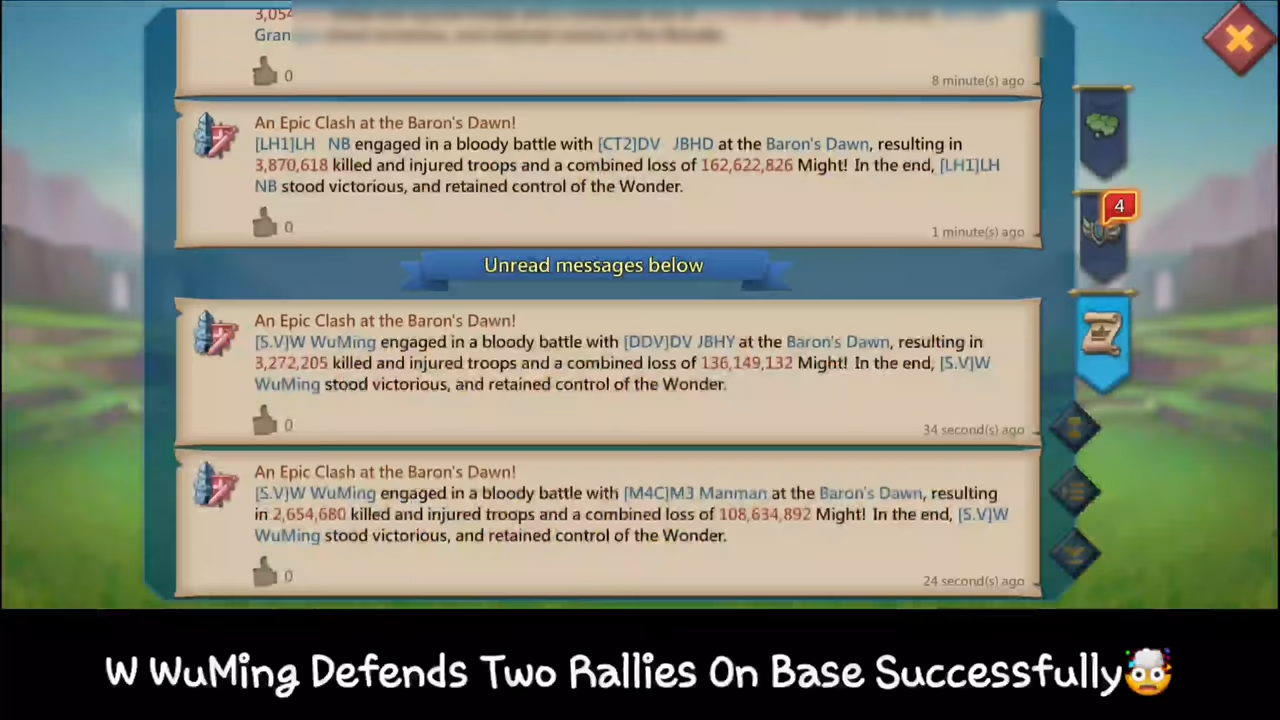 3,054
Gran
0
8 minute(s) ago
An Epic Clash at the Baron's Dawn!
[LH1]LH NB engaged in a bloody battle with [CT2]DV JBHD at the Baron's Dawn, resulting in
3,870,618 killed and injured troops and a combined loss of 162,622,826 Might! In the end, [LH1]LH
NB stood victorious, and retained control of the Wonder.
0
1 minute(s) ago
4
Unread messages below
An Epic Clash at the Baron's Dawn!
[S.V]W WuMing engaged in a bloody battle with [DDV]DV JBHY at the Baron's Dawn, resulting in
3,272,205 killed and injured troops and a combined loss of 136,149,132 Might! In the end, [S.V]W
WuMing stood victorious, and retained control of the Wonder.
0
34 second(s) ago
An Epic Clash at the Baron's Dawn!
[S.V]W WuMing engaged in a bloody battle with [M4C]M3 Manman at the Baron's Dawn, resulting
in 2,654,680 killed and injured troops and a combined loss of 108,634,892 Might! In the end, [S.V]W
WuMing stood victorious, and retained control of the Wonder.
0
24 second(s) ago
W WuMing Defends Two Rallies On Base Successfully🤯